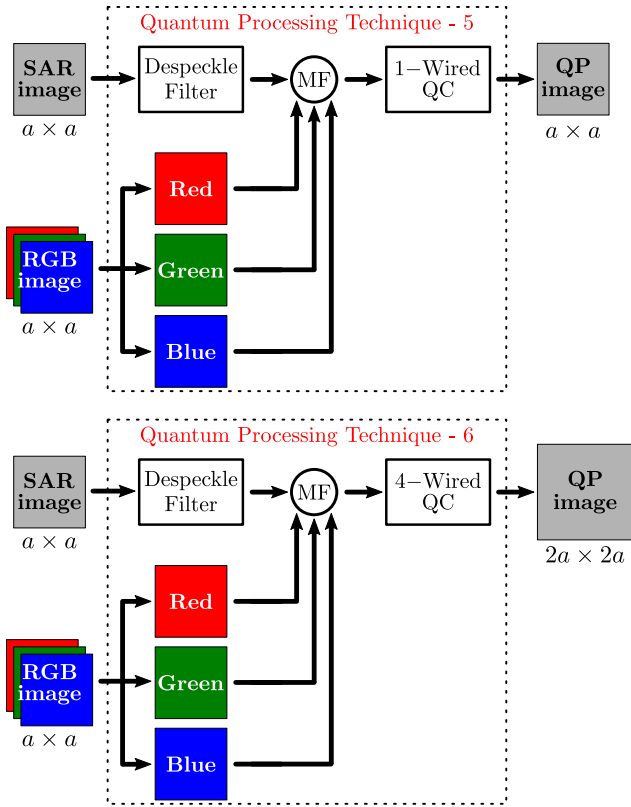 Quantum Processing Technique - 5
SAR
image
a × a
Despeckle
Filter
MF
1−Wired
QC
QP
image
a × a
Red
RGB
image
a × a
Green
Blue
Quantum Processing Technique - 6
SAR
image
a × a
Despeckle
Filter
MF
4−Wired
QC
QP
image
2a × 2a
Red
RGB
image
a × a
Green
Blue